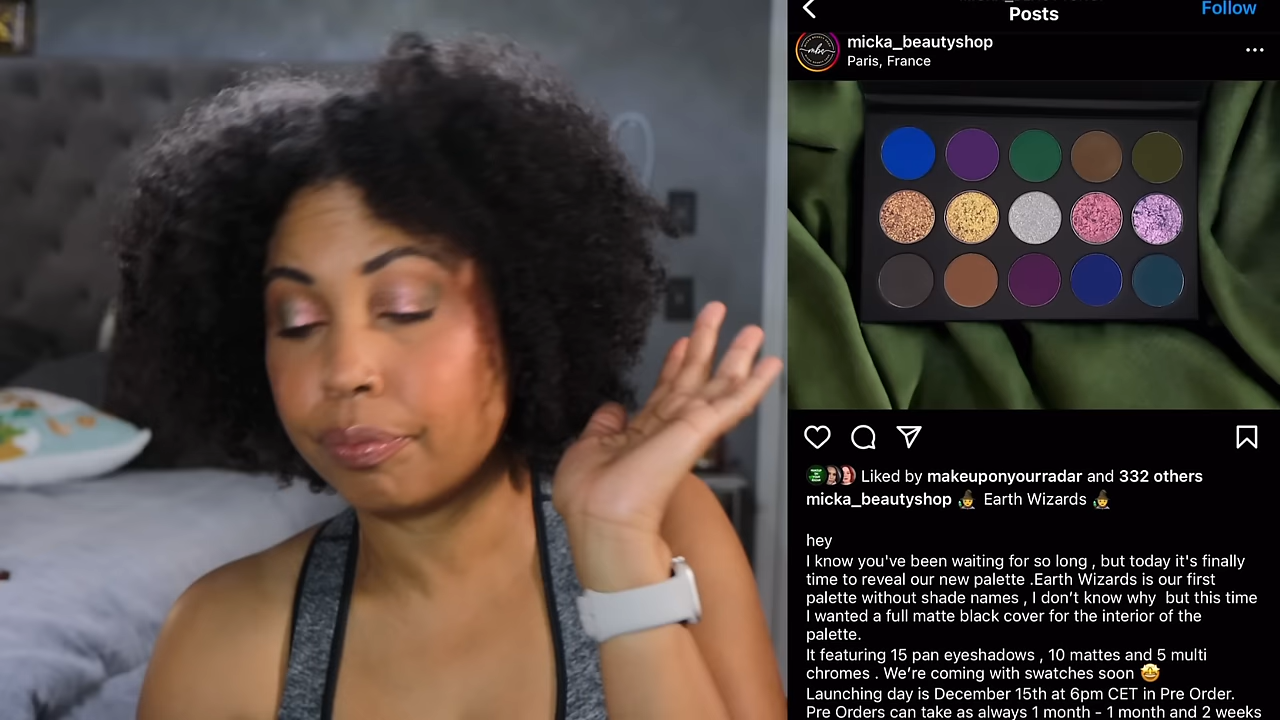 Posts
Follow
micka_beautyshop
Paris, France
mbs
Liked by makeuponyourradar and 332 others
micka_beautyshop 🧙 Earth Wizards 🧙
hey
I know you've been waiting for so long , but today it's finally
time to reveal our new palette .Earth Wizards is our first
palette without shade names , I don't know why  but this time
I wanted a full matte black cover for the interior of the
palette.
It featuring 15 pan eyeshadows , 10 mattes and 5 multi
chromes . We're coming with swatches soon 🤩
Launching day is December 15th at 6pm CET in Pre Order.
Pre Orders can take as always 1 month - 1 month and 2 weeks